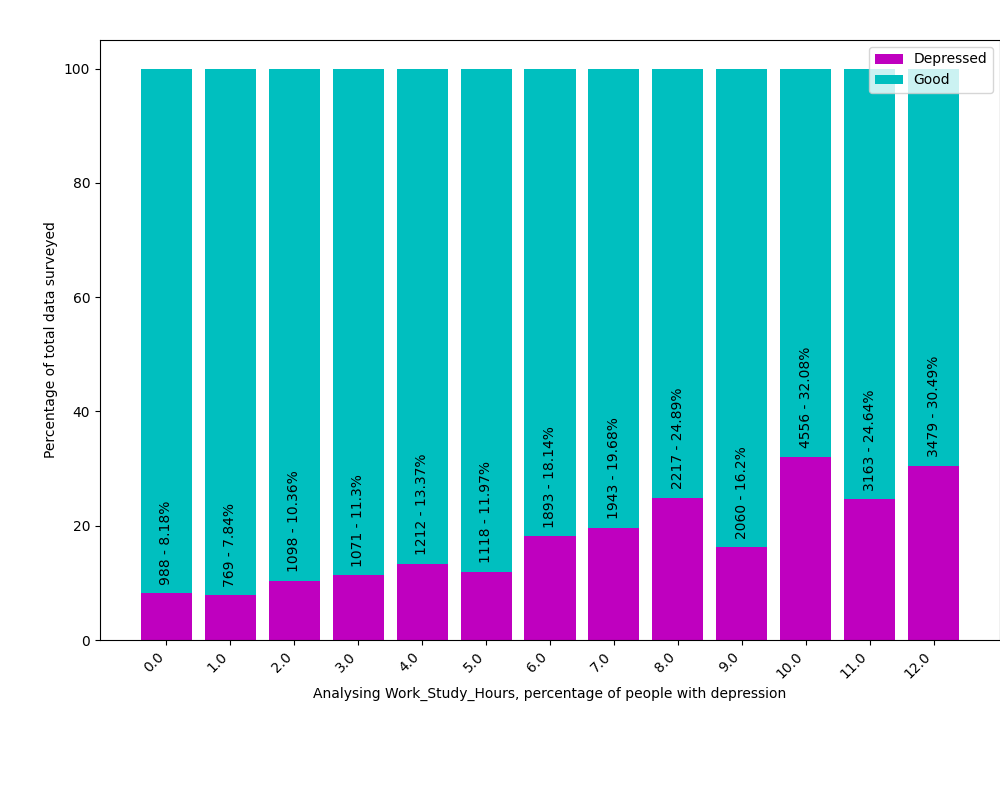 Depressed
Good
100
80
60
40
20
0
Percentage of total data surveyed
988 - 8.18%
769 - 7.84%
1098 - 10.36%
1071 - 11.3%
1212 - 13.37%
1118 - 11.97%
1893 - 18.14%
1943 - 19.68%
2217 - 24.89%
2060 - 16.2%
4556 - 32.08%
3163 - 24.64%
3479 - 30.49%
0.0
1.0
2.0
3.0
4.0
5.0
6.0
7.0
8.0
9.0
10.0
11.0
12.0
Analysing Work_Study_Hours, percentage of people with depression